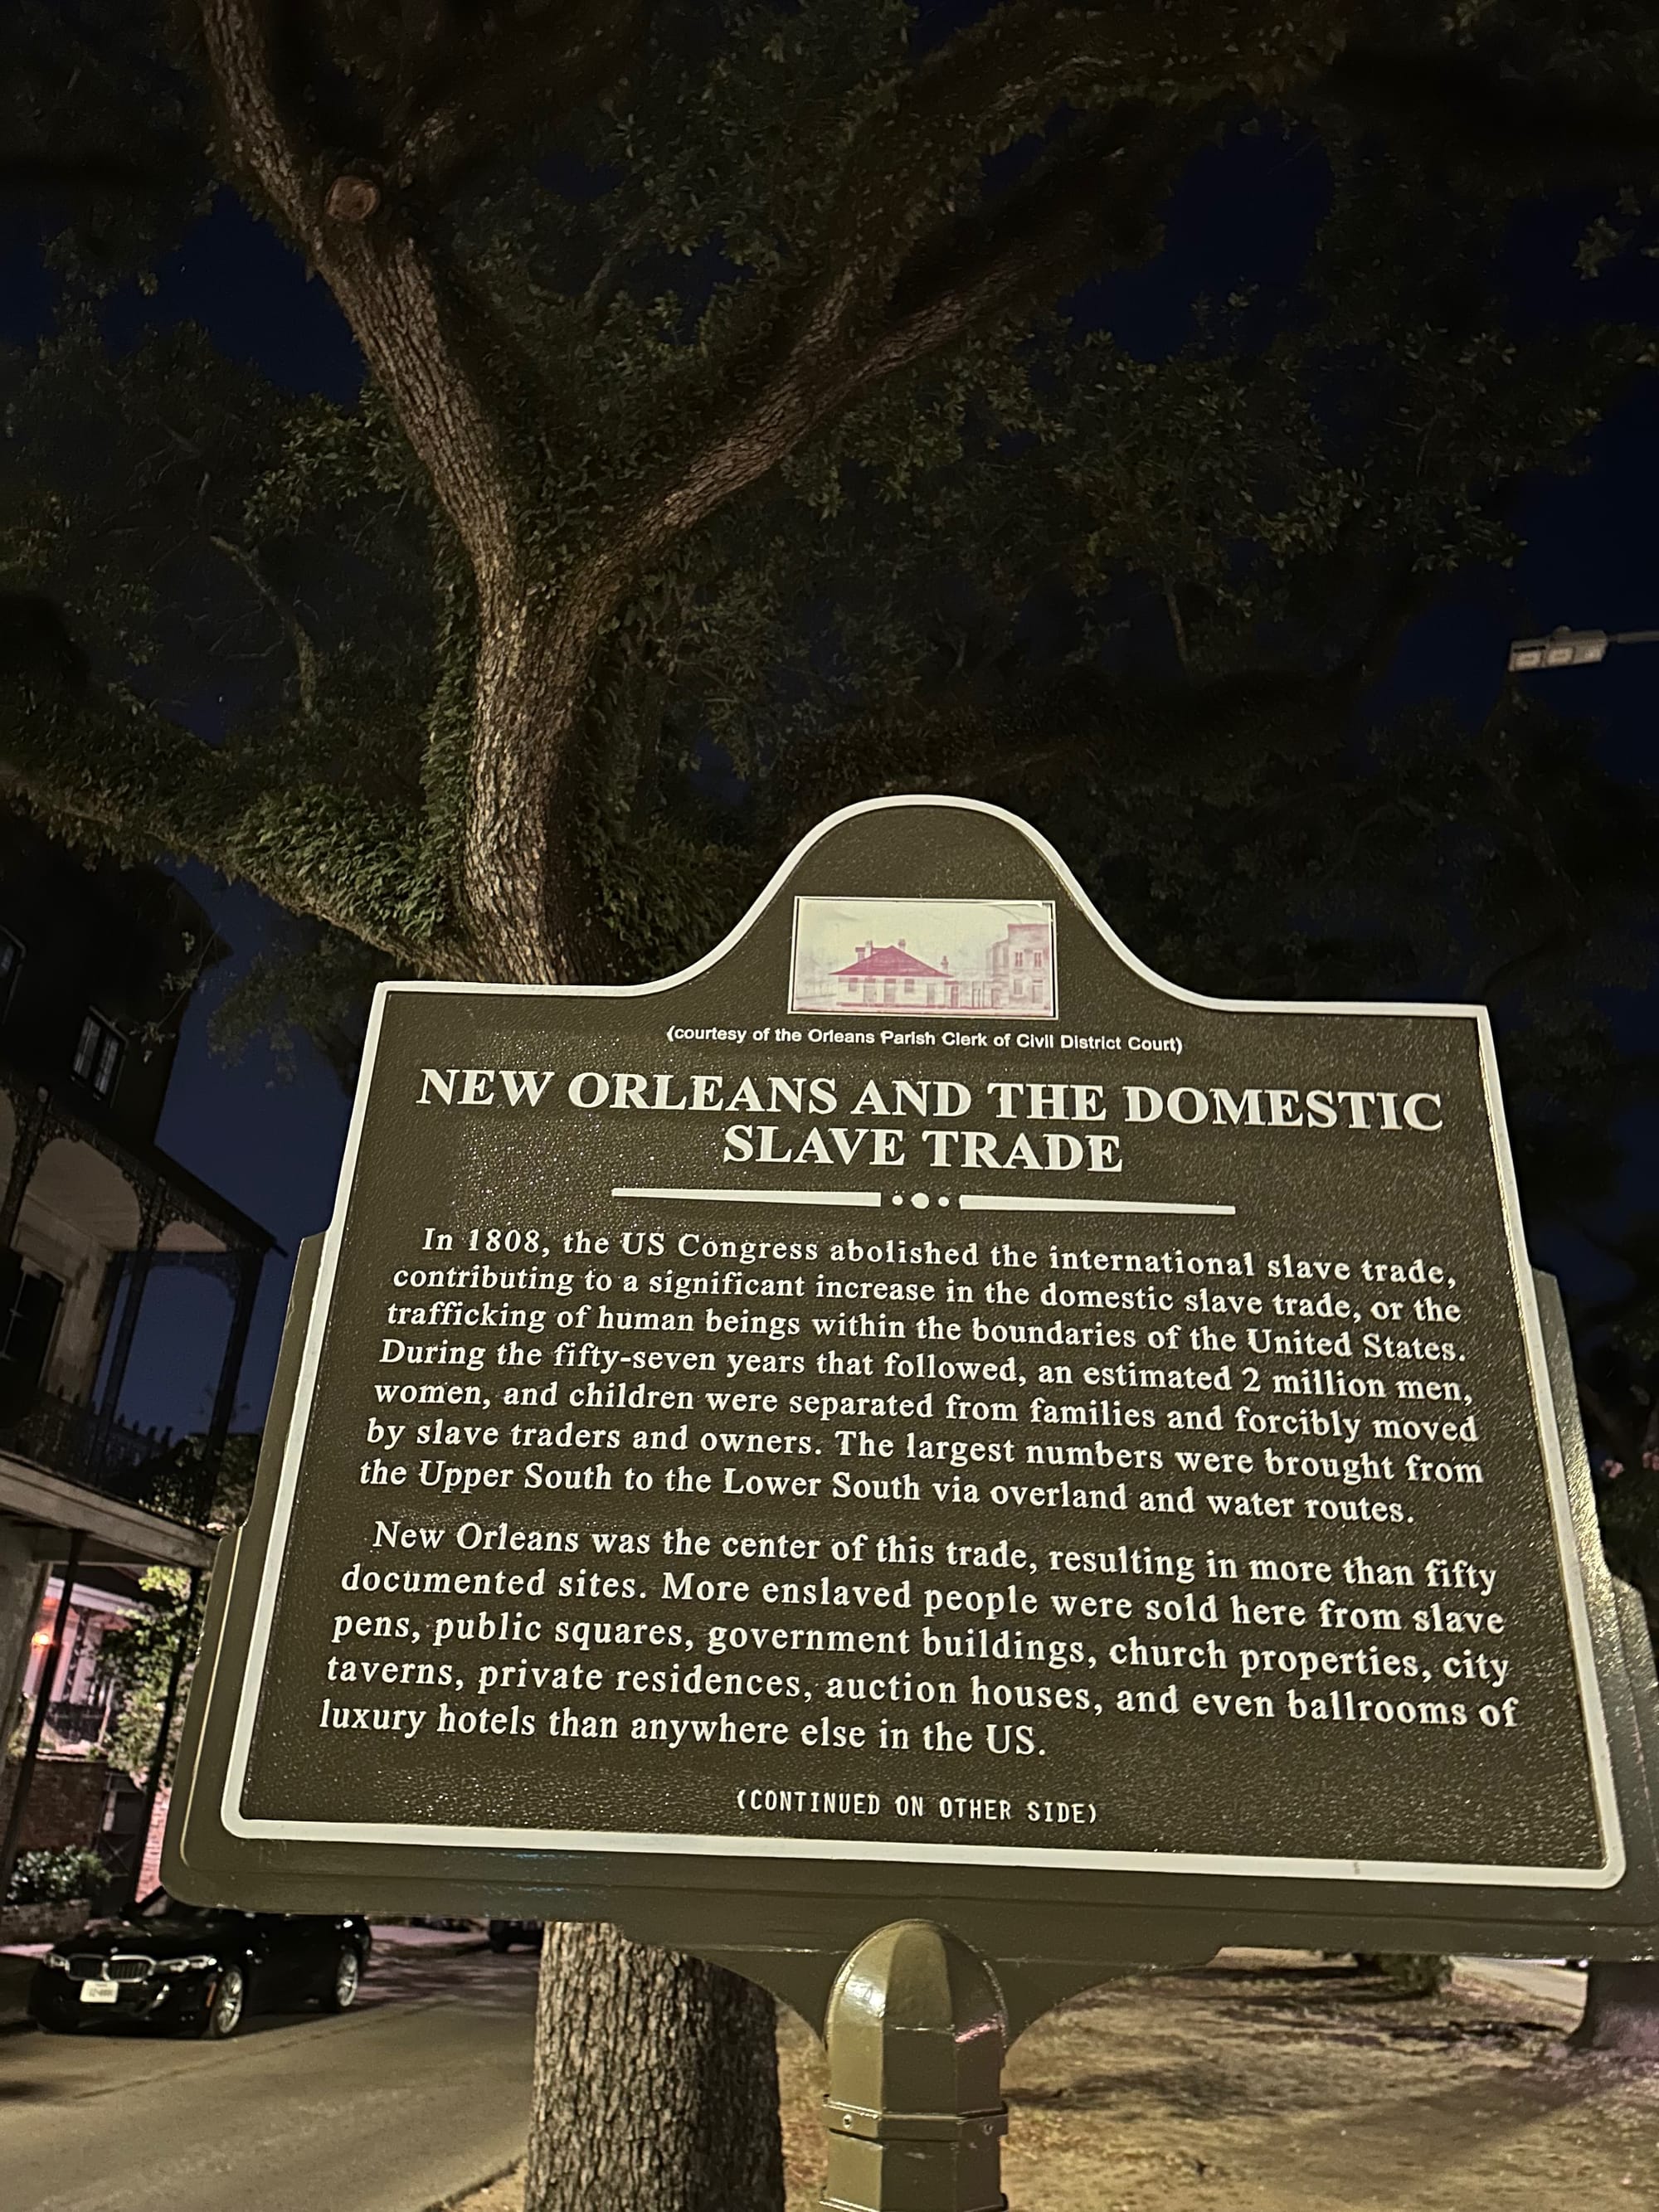 (courtesy of the Orleans Parish Clerk of Civil District Court)
NEW ORLEANS AND THE DOMESTIC
SLAVE TRADE
In 1808, the US Congress abolished the international slave trade,
contributing to a significant increase in the domestic slave trade, or the
trafficking of human beings within the boundaries of the United States.
During the fifty-seven years that followed, an estimated 2 million men,
women, and children were separated from families and forcibly moved
by slave traders and owners. The largest numbers were brought from
the Upper South to the Lower South via overland and water routes.
New Orleans was the center of this trade, resulting in more than fifty
documented sites. More enslaved people were sold here from slave
pens, public squares, government buildings, church properties, city
taverns, private residences, auction houses, and even ballrooms of
luxury hotels than anywhere else in the US.
(CONTINUED ON OTHER SIDE)